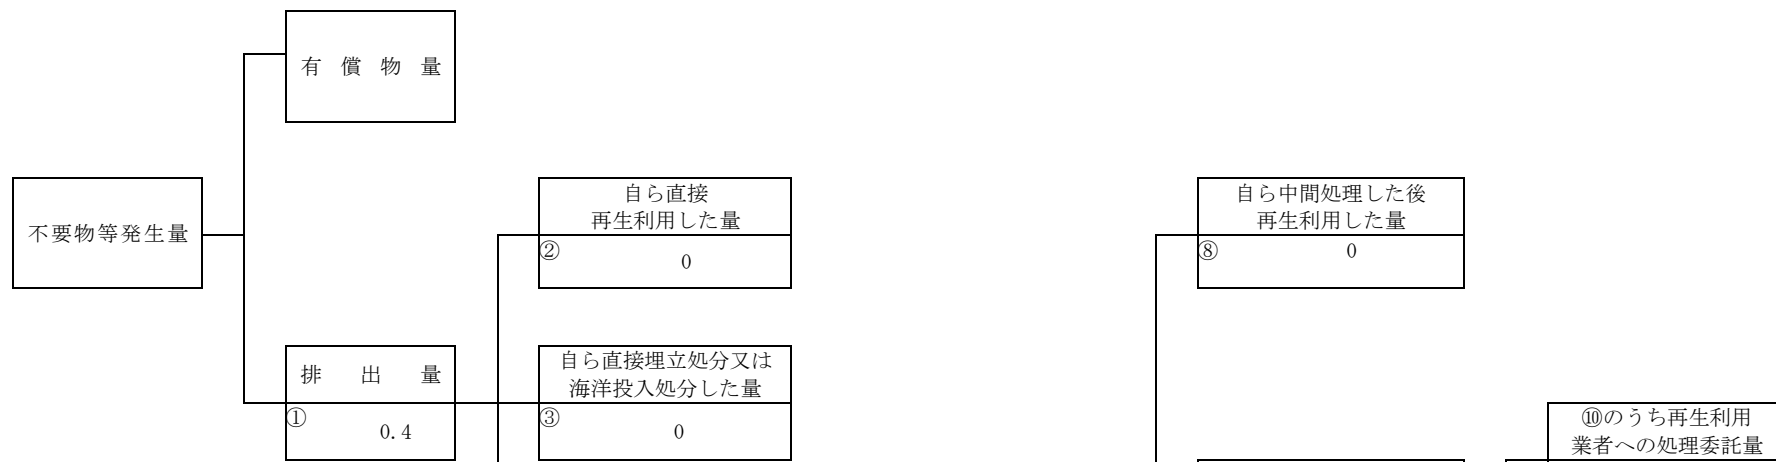 有償物量
不要物等発生量
自ら直接
再生利用した量
② 0
自ら中間処理した後
再生利用した量
⑧ 0
排出量
① 0.4
自ら直接埋立処分又は
海洋投入処分した量
③ 0
⑩のうち再生利用
業者への処理委託量